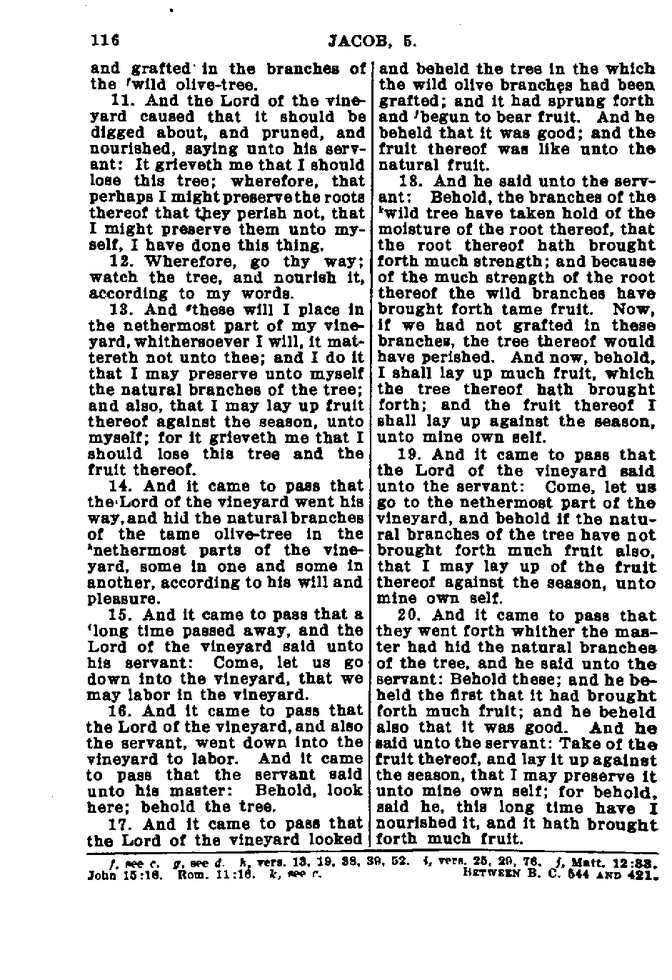 116
JACOB, 5.
and grafted in the branches of
the fwild olive-tree.
11. And the Lord of the vine-
yard caused that it should be
digged about, and pruned, and
nourished, saying unto his serv-
ant: It grieveth me that I should
lose this tree; wherefore, that
perhaps I might preserve the roots
thereof that they perish not, that
I might preserve them unto my-
self, I have done this thing.
12. Wherefore, go thy way;
watch the tree, and nourish it,
according to my words.
13. And gthese will I place in
the nethermost part of my vine-
yard, whithersoever I will, it mat-
tereth not unto thee; and I do it
that I may preserve unto myself
the natural branches of the tree;
and also, that I may lay up fruit
thereof against the season, unto
myself; for it grieveth me that I
should lose this tree and the
fruit thereof.
14. And it came to pass that
the Lord of the vineyard went his
way, and hid the natural branches
of the tame olive-tree in the
hnethermost parts of the vine-
yard, some in one and some in
another, according to his will and
pleasure.
15. And it came to pass that a
ilong time passed away, and the
Lord of the vineyard said unto
his servant: Come, let us go
down into the vineyard, that we
may labor in the vineyard.
16. And it came to pass that
the Lord of the vineyard, and also
the servant, went down into the
vineyard to labor. And it came
to pass that the servant said
unto his master: Behold, look
here; behold the tree.
17. And it came to pass that
the Lord of the vineyard looked
and beheld the tree in the which
the wild olive branches had been
grafted; and it had sprung forth
and jbegun to bear fruit. And he
beheld that it was good; and the
fruit thereof was like unto the
natural fruit.
18. And he said unto the serv-
ant: Behold, the branches of the
kwild tree have taken hold of the
moisture of the root thereof, that
the root thereof hath brought
forth much strength; and because
of the much strength of the root
thereof the wild branches have
brought forth tame fruit. Now,
if we had not grafted in these
branches, the tree thereof would
have perished. And now, behold,
I shall lay up much fruit, which
the tree thereof hath brought
forth; and the fruit thereof I
shall lay up against the season,
unto mine own self.
19. And it came to pass that
the Lord of the vineyard said
unto the servant: Come, let us
go to the nethermost part of the
vineyard, and behold if the natu-
ral branches of the tree have not
brought forth much fruit also,
that I may lay up of the fruit
thereof against the season, unto
mine own self.
20. And it came to pass that
they went forth whither the mas-
ter had hid the natural branches
of the tree, and he said unto the
servant: Behold these; and he be-
held the first that it had brought
forth much fruit; and he beheld
also that it was good. And he
said unto the servant: Take of the
fruit thereof, and lay it up against
the season, that I may preserve it
unto mine own self; for behold,
said he, this long time have I
nourished it, and it hath brought
forth much fruit.
f, see c. g, see d. h, vers. 13, 19, 38, 39, 52. i, vers. 25, 29, 76. j, Matt. 12:33.
John 15:16. Rom. 11:16. k, see c.
BETWEEN B. C. 544 AND 421.